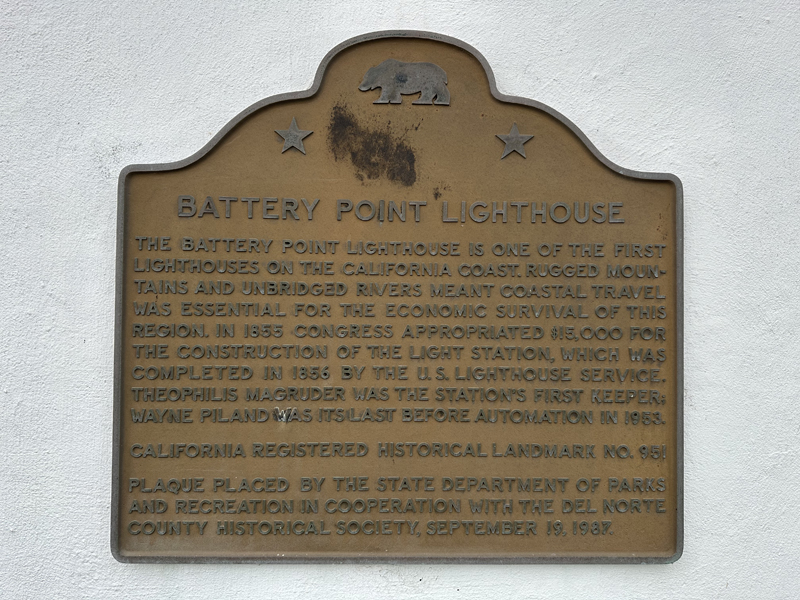 BATTERY POINT LIGHTHOUSE
THE BATTERY POINT LIGHTHOUSE IS ONE OF THE FIRST
LIGHTHOUSES ON THE CALIFORNIA COAST. RUGGED MOUN-
TAINS AND UNBRIDGED RIVERS MEANT COASTAL TRAVEL
WAS ESSENTIAL FOR THE ECONOMIC SURVIVAL OF THIS
REGION. IN 1855 CONGRESS APPROPRIATED $15,000 FOR
THE CONSTRUCTION OF THE LIGHT STATION, WHICH WAS
COMPLETED IN 1856 BY THE U.S. LIGHTHOUSE SERVICE.
THEOPHILIS MAGRUDER WAS THE STATION'S FIRST KEEPER;
WAYNE PILAND WAS ITS LAST BEFORE AUTOMATION IN 1953.
CALIFORNIA REGISTERED HISTORICAL LANDMARK NO. 951
PLAQUE PLACED BY THE STATE DEPARTMENT OF PARKS
AND RECREATION IN COOPERATION WITH THE DEL NORTE
COUNTY HISTORICAL SOCIETY, SEPTEMBER 19, 1987.